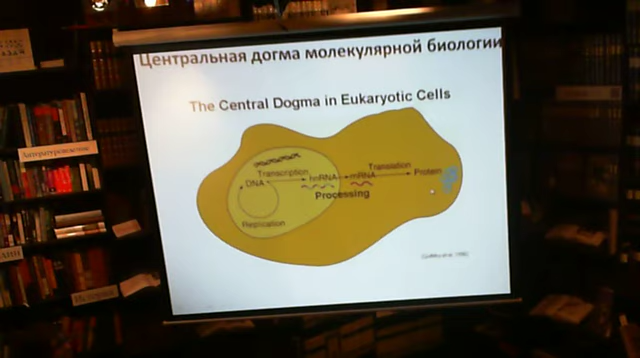 Центральная догма молекулярной биологии
The Central Dogma in Eukaryotic Cells
Transcription
Translation
DNA
hnRNA
mRNA
Protein
Processing
Replication